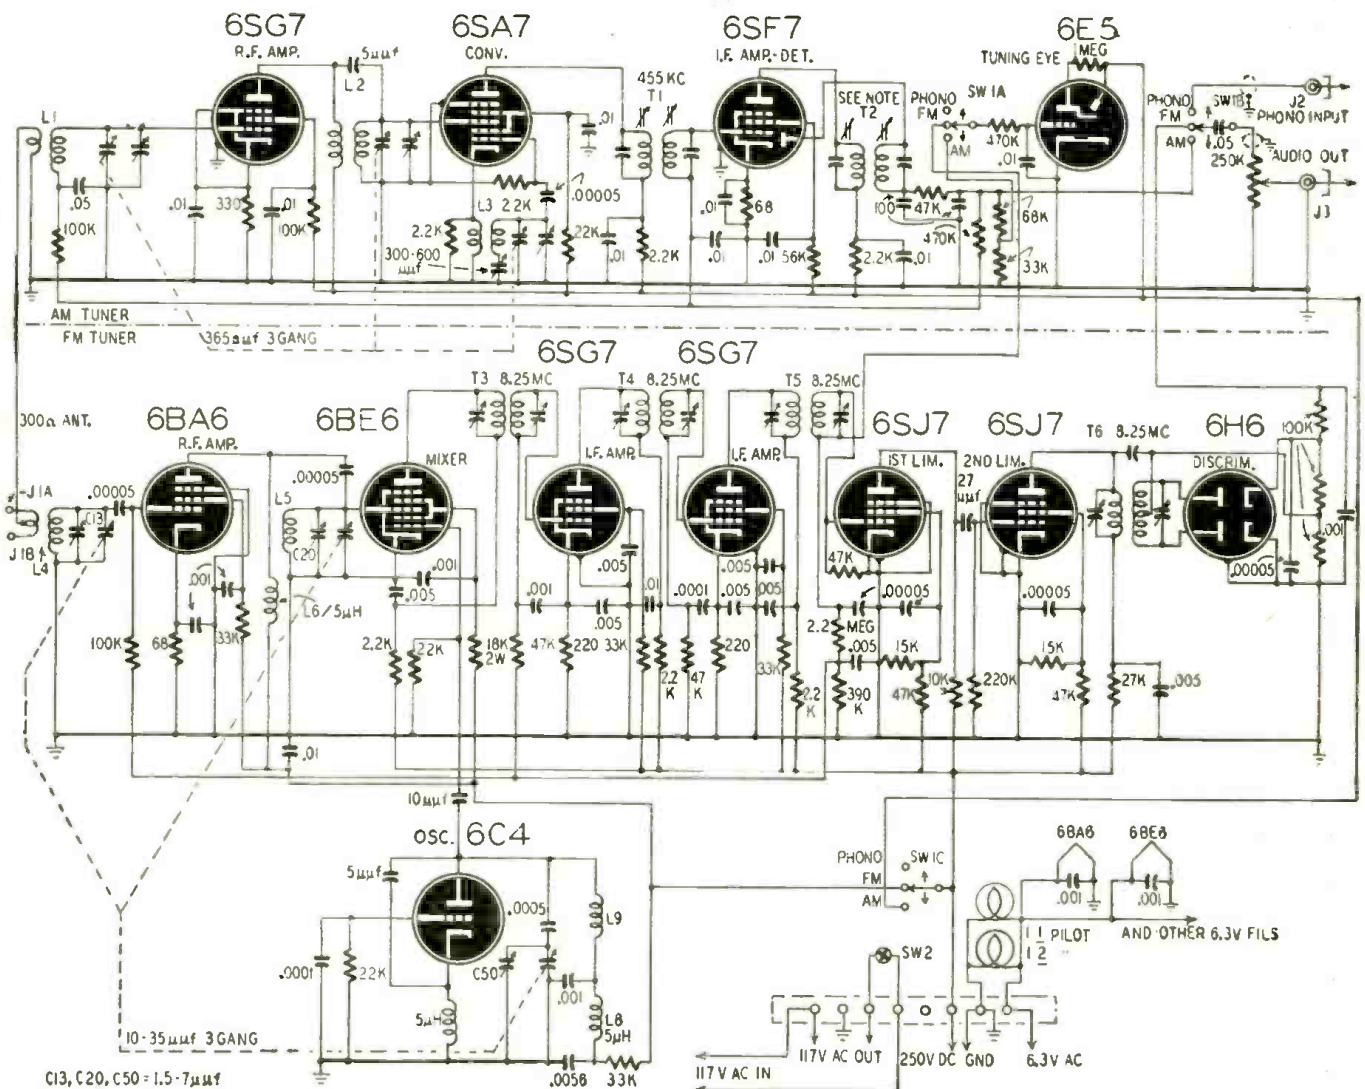 6SG7
R.F. AMP.
5µµf
L2
6SA7
CONV.
6SF7
I.F. AMP.-DET.
6E5
TUNING EYE
MEG
455 KC
T1
SEE NOTE
T2
PHONO
FM
AM
SW1A
470K
.01
PHONO
FM
AM
SW1B
.05
250K
J2
PHONO INPUT
AUDIO OUT
J3
L1
.05
100K
.01
330
.01
100K
2.2K
L3
2.2K
.00005
300-600
µµf
22K
.01
.01
2.2K
.01
68
.01
.01
56K
2.2K
.01
100
47K
470K
68K
33K
AM TUNER
FM TUNER
365µµf 3 GANG
300Ω ANT.
6BA6
R.F. AMP.
6BE6
MIXER
T3 8.25MC
6SG7
I.F. AMP.
T4 8.25MC
6SG7
I.F. AMP.
T5 8.25MC
6SJ7
1ST LIM.
6SJ7
2ND LIM.
T6 8.25MC
6H6
DISCRIM.
100K
.001
.00005
J1A
J1B
L4
.00005
C13
.001
L5
.00005
C20
L6/5µH
33K
100K
68
.01
.005
.001
2.2K
22K
18K
2W
.001
47K
.005
.005
220
33K
.01
2.2
K
.0001
47
K
.005
.005
.005
220
33K
2.2
K
47K
.00005
2.2
MEG
.005
390
K
15K
47K
10K
27
µµf
220K
.00005
15K
47K
27K
.005
10µµf
OSC. 6C4
5µµf
.0005
L9
.0001
22K
C50
.001
5µH
L8
5µH
.0056
33K
10-35µµf 3 GANG
C13, C20, C50 = 1.5-7µµf
PHONO
FM
AM
SW1C
SW2
6BA6
6BE6
.001
.001
PILOT
AND OTHER 6.3V FILS
117V AC OUT
250V DC
GND
6.3V AC
117V AC IN